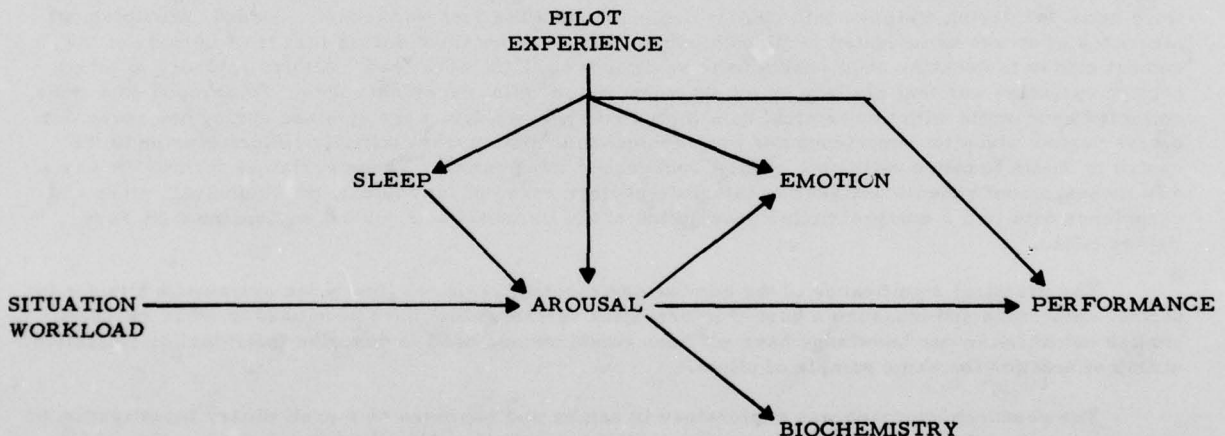 PILOT
EXPERIENCE
SLEEP
EMOTION
SITUATION
WORKLOAD
AROUSAL
PERFORMANCE
BIOCHEMISTRY